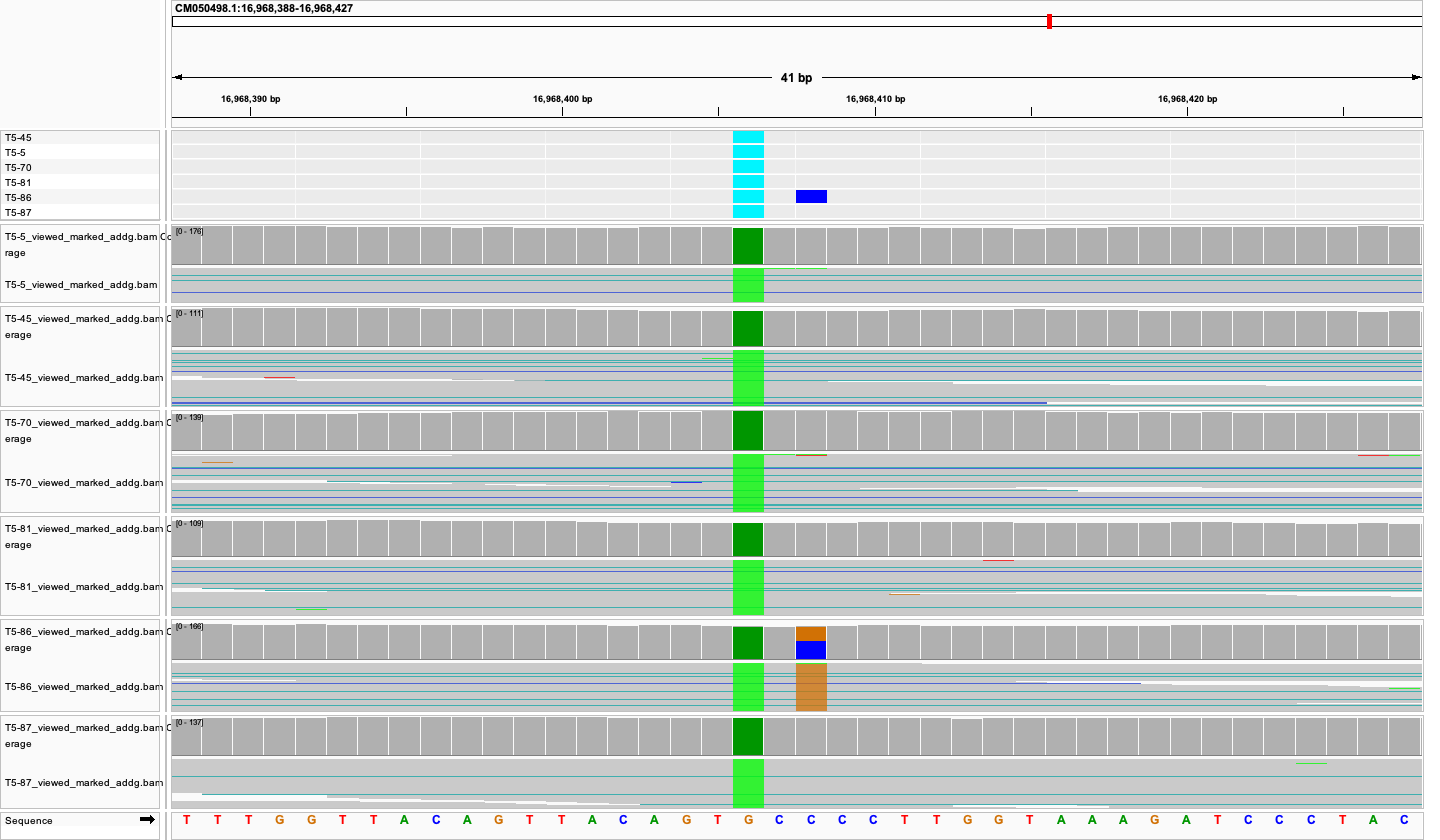 CM050498.1:16,968,388-16,968,427
41 bp
16,968,390 bp 16,968,400 bp 16,968,410 bp 16,968,420 bp
T5-45
T5-5
T5-70
T5-81
T5-86
T5-87
T5-5_viewed_marked_addg.bam Co
rage
[0 - 176]
T5-5_viewed_marked_addg.bam
T5-45_viewed_marked_addg.bam C
erage
[0 - 111]
T5-45_viewed_marked_addg.bam
T5-70_viewed_marked_addg.bam C
erage
[0 - 139]
T5-70_viewed_marked_addg.bam
T5-81_viewed_marked_addg.bam C
erage
[0 - 109]
T5-81_viewed_marked_addg.bam
T5-86_viewed_marked_addg.bam C
erage
[0 - 166]
T5-86_viewed_marked_addg.bam
T5-87_viewed_marked_addg.bam C
erage
[0 - 137]
T5-87_viewed_marked_addg.bam
Sequence T T T G G T T A C A G T T A C A G T G C C C C T T G G T A A A G A T C C C T A C